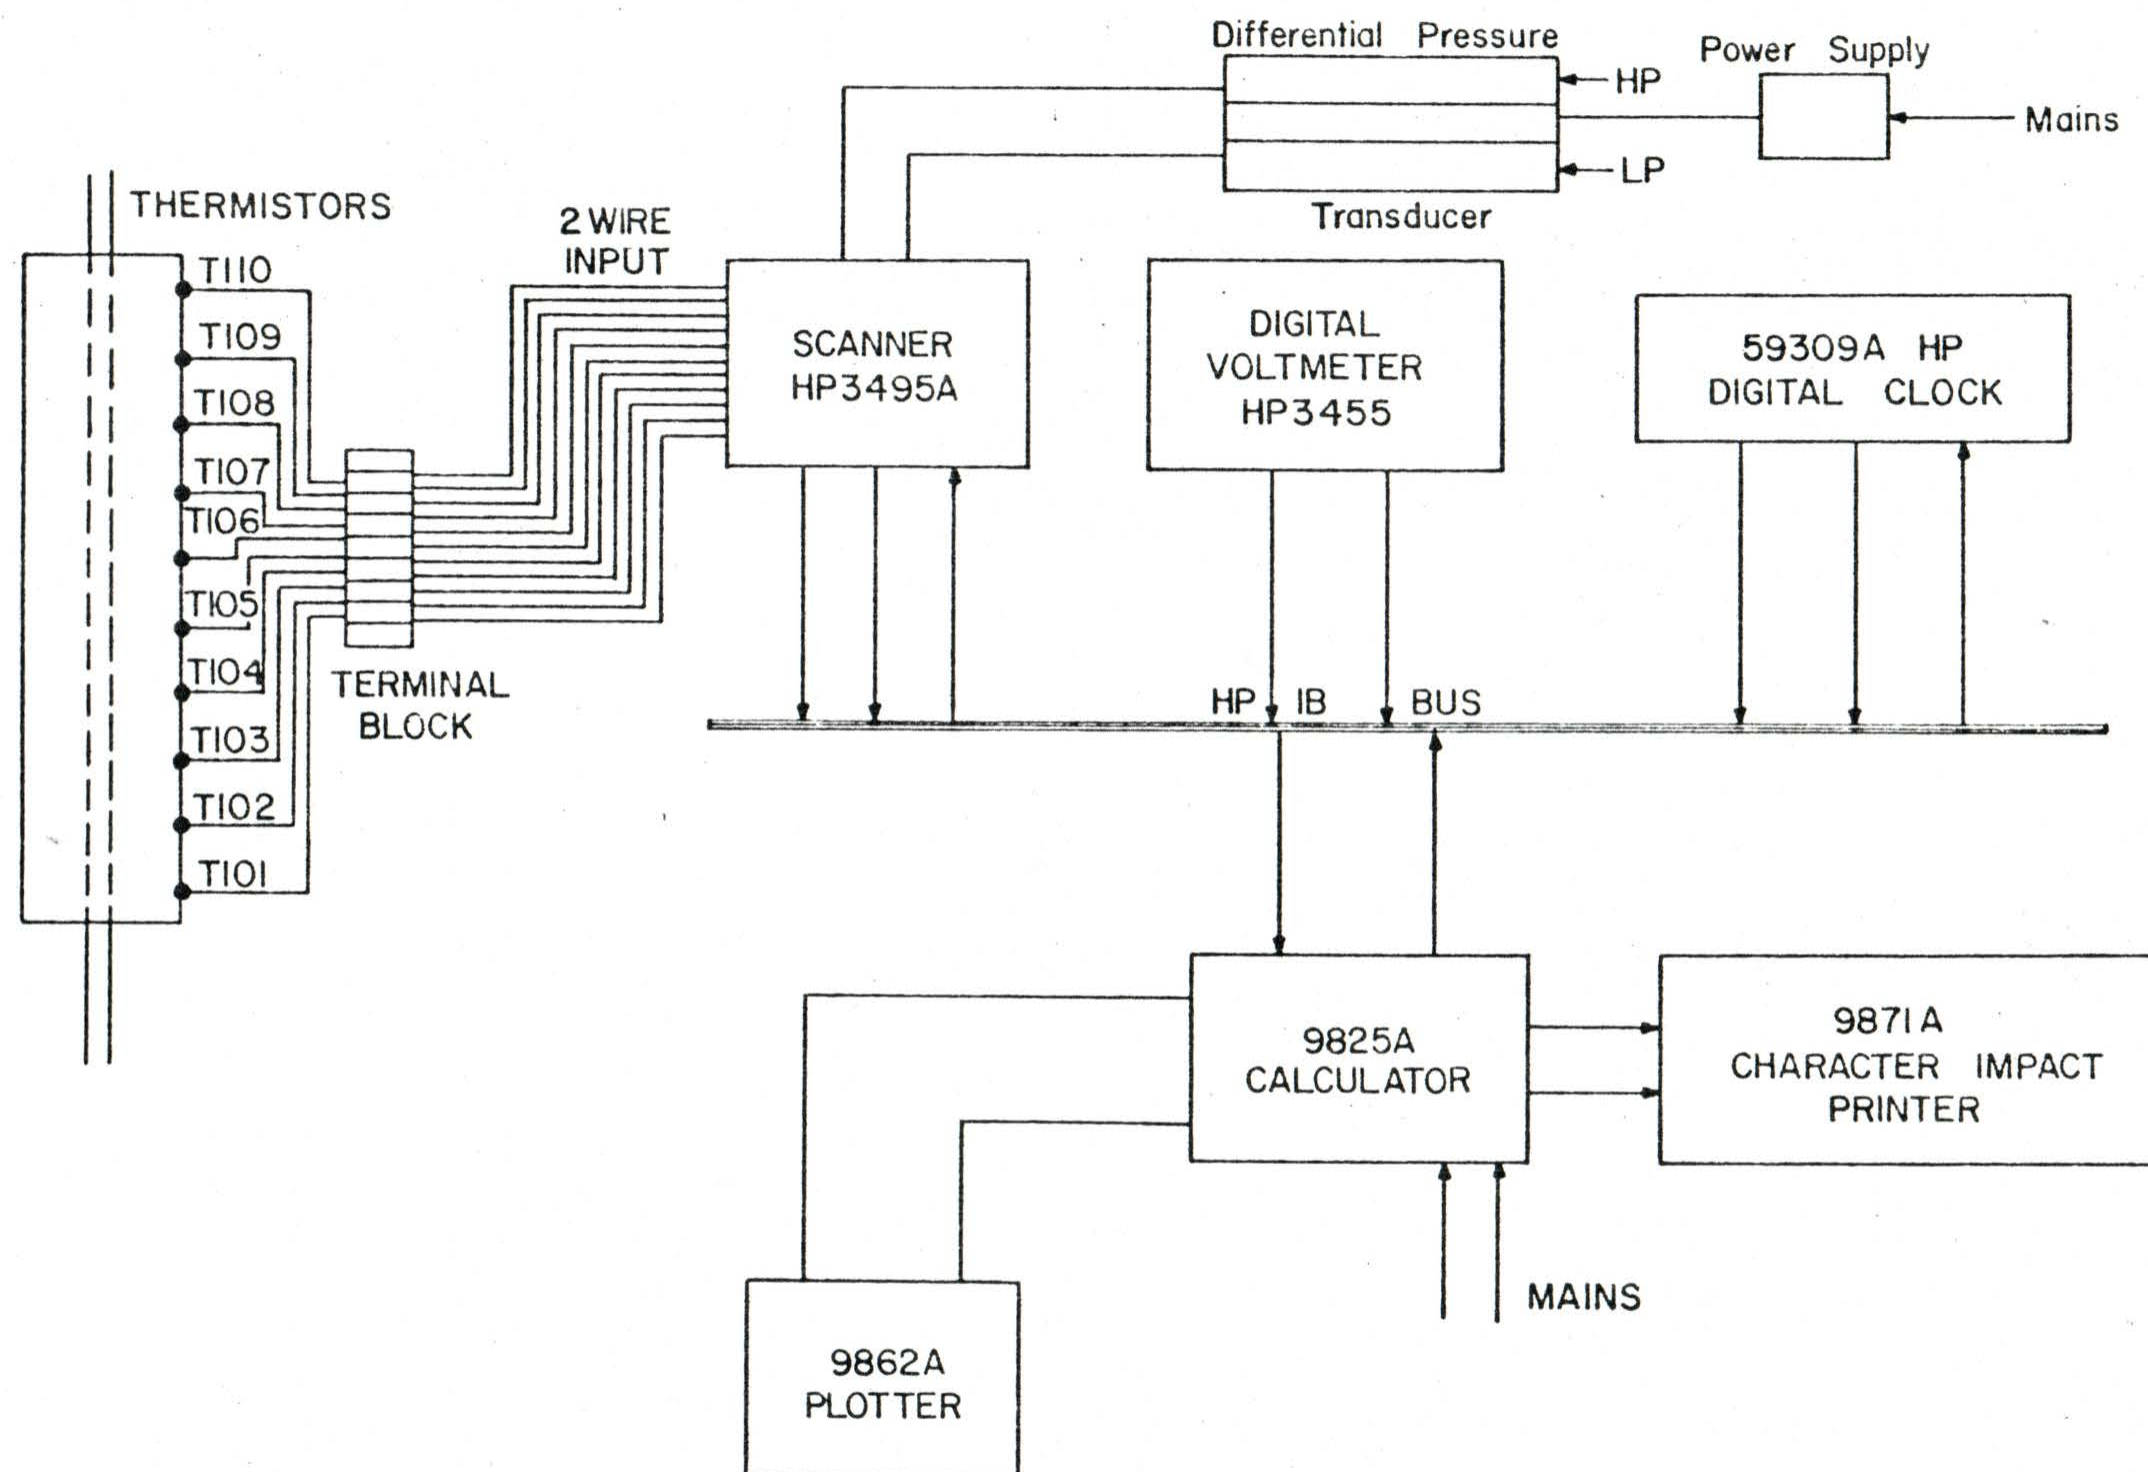 Differential Pressure
Power Supply
HP
Mains
LP
Transducer
THERMISTORS
2 WIRE
INPUT
T110
T109
T108
T107
T106
T105
T104
T103
T102
T101
TERMINAL
BLOCK
SCANNER
HP3495A
DIGITAL
VOLTMETER
HP3455
59309A HP
DIGITAL CLOCK
HP IB BUS
9825A
CALCULATOR
9871A
CHARACTER IMPACT
PRINTER
MAINS
9862A
PLOTTER